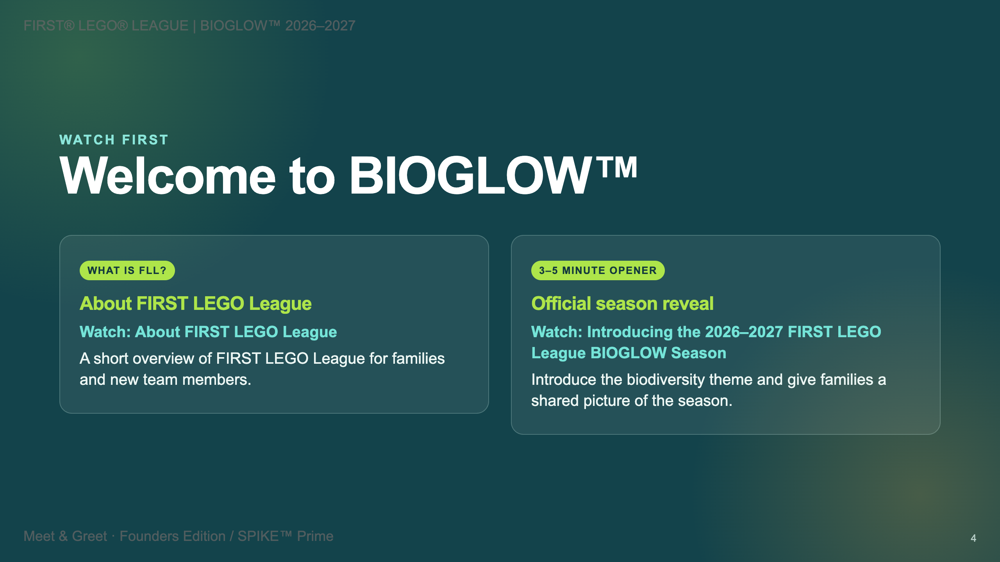 FIRST® LEGO® LEAGUE | BIOGLOW™ 2026–2027
WATCH FIRST
Welcome to BIOGLOW™
WHAT IS FLL?
About FIRST LEGO League
Watch: About FIRST LEGO League
A short overview of FIRST LEGO League for families
and new team members.
3–5 MINUTE OPENER
Official season reveal
Watch: Introducing the 2026–2027 FIRST LEGO
League BIOGLOW Season
Introduce the biodiversity theme and give families a
shared picture of the season.
Meet & Greet · Founders Edition / SPIKE™ Prime
4